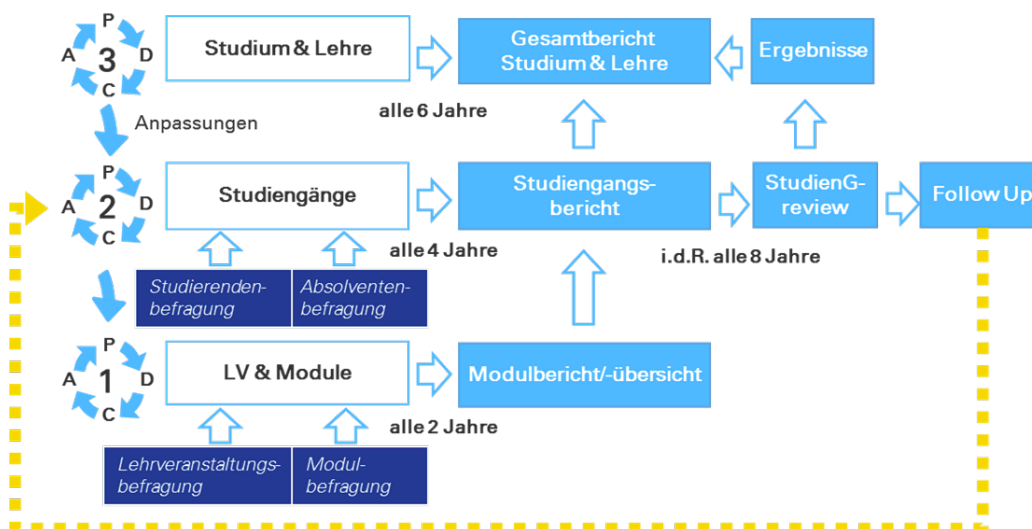 P
A 3 D
C
Studium & Lehre
Gesamtbericht
Studium & Lehre
Ergebnisse
alle 6 Jahre
Anpassungen
P
A 2 D
C
Studiengänge
Studiengangs-
bericht
StudienG-
review
Follow Up
alle 4 Jahre
i.d.R. alle 8 Jahre
Studierenden-
befragung
Absolventen-
befragung
P
A 1 D
C
LV & Module
Modulbericht/-übersicht
alle 2 Jahre
Lehrveranstaltungs-
befragung
Modul-
befragung